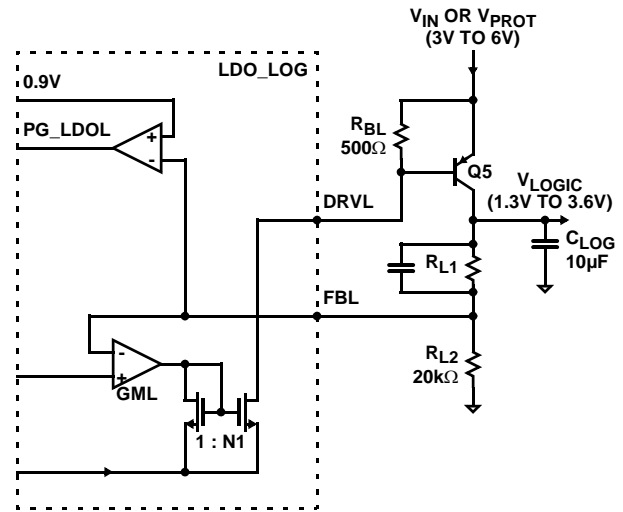 V_IN OR V_PROT
(3V TO 6V)
LDO_LOG
0.9V
PG_LDOL
+
-
R_BL
500Ω
Q5
DRVL
V_LOGIC
(1.3V TO 3.6V)
C_LOG
10µF
R_L1
FBL
-
+
GML
R_L2
20kΩ
1 : N1